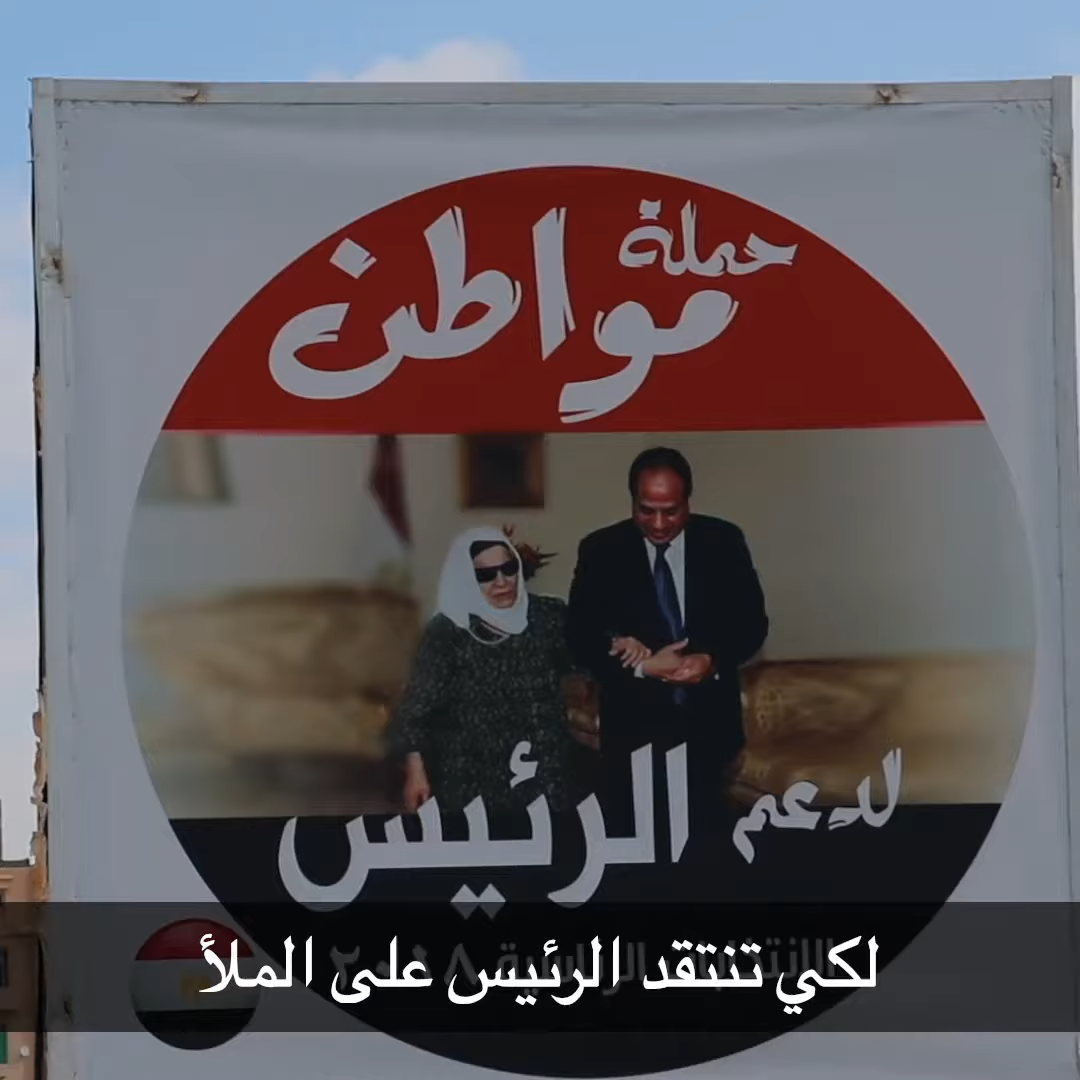 حملة
مواطن
لدعم الرئيس
لكي تنتقد الرئيس على الملأ